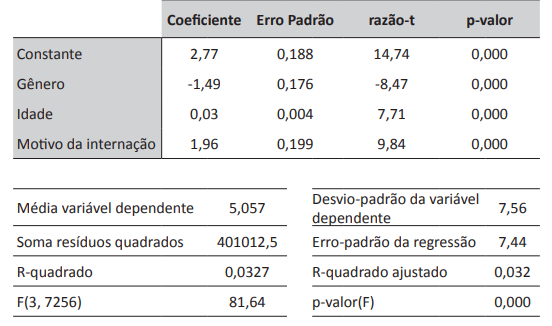 Coeficiente Erro Padrão razão-t p-valor
Constante 2,77 0,188 14,74 0,000
Gênero -1,49 0,176 -8,47 0,000
Idade 0,03 0,004 7,71 0,000
Motivo da internação 1,96 0,199 9,84 0,000
Média variável dependente 5,057
Soma resíduos quadrados 401012,5
R-quadrado 0,0327
F(3, 7256) 81,64
Desvio-padrão da variável
dependente 7,56
Erro-padrão da regressão 7,44
R-quadrado ajustado 0,032
p-valor(F) 0,000